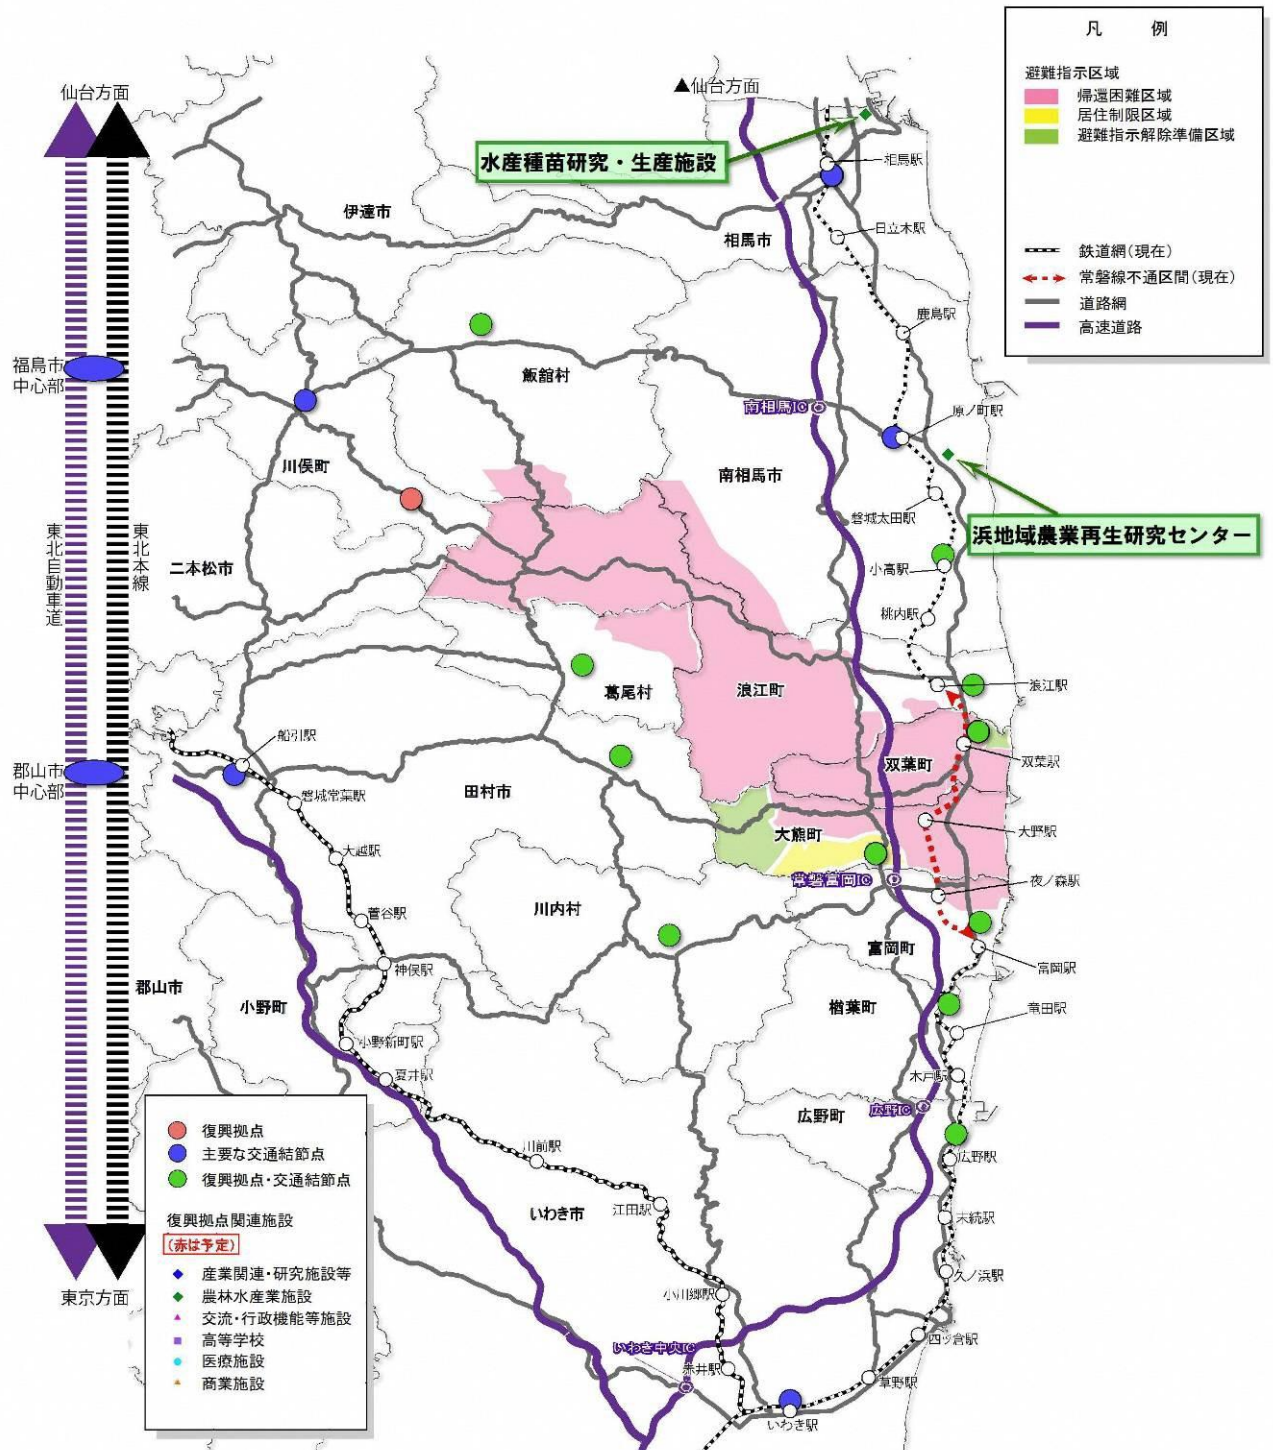 凡 例
避難指示区域
帰還困難区域
居住制限区域
避難指示解除準備区域
鉄道網(現在)
常磐線不通区間(現在)
道路網
高速道路
仙台方面
▲仙台方面
水産種苗研究・生産施設
相馬駅
伊達市
相馬市
日立木駅
鹿島駅
福島市
中心部
飯舘村
南相馬IC
原ノ町駅
川俣町
南相馬市
磐城太田駅
浜地域農業再生研究センター
東北自動車道
東北本線
二本松市
小高駅
桃内駅
葛尾村
浪江町
浪江駅
船引駅
双葉町
双葉駅
郡山市
中心部
磐城常葉駅
田村市
大熊町
大野駅
大越駅
常磐富岡IC
夜ノ森駅
菅谷駅
川内村
富岡町
神俣駅
富岡駅
郡山市
小野町
楢葉町
竜田駅
小野新町駅
夏井駅
木戸駅
広野町
広野IC
川前駅
広野駅
いわき市
江田駅
末続駅
久ノ浜駅
小川郷駅
四ッ倉駅
いわき中央IC
赤井駅
草野駅
いわき駅
東京方面
復興拠点
主要な交通結節点
復興拠点・交通結節点
復興拠点関連施設
(赤は予定)
産業関連・研究施設等
農林水産業施設
交流・行政機能等施設
高等学校
医療施設
商業施設